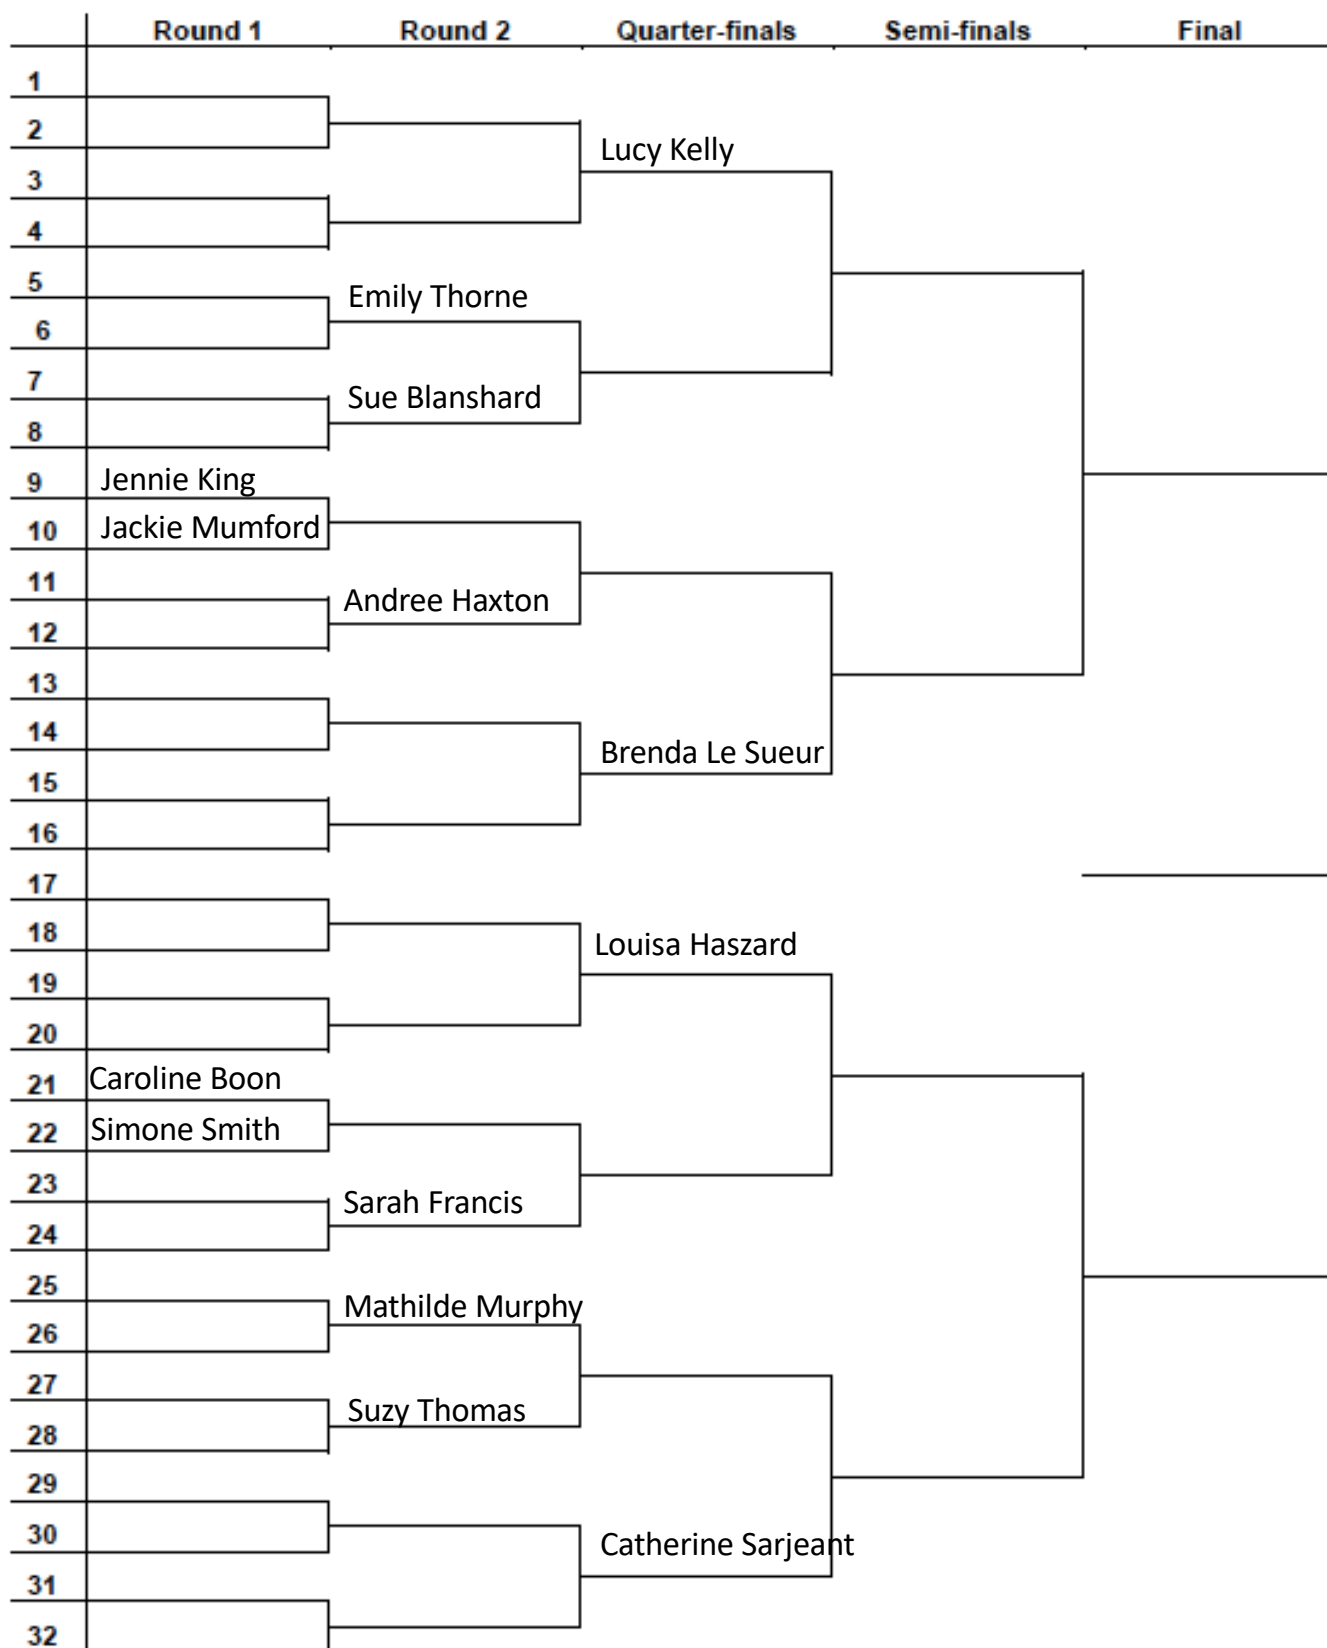 Round 1 Round 2 Quarter-finals Semi-finals Final
1
2
Lucy Kelly
3
4
5
Emily Thorne
6
7
Sue Blanshard
8
9 Jennie King
10 Jackie Mumford
11
Andree Haxton
12
13
14
Brenda Le Sueur
15
16
17
18
Louisa Haszard
19
20
21 Caroline Boon
22 Simone Smith
23
Sarah Francis
24
25
Mathilde Murphy
26
27
Suzy Thomas
28
29
30
Catherine Sarjeant
31
32